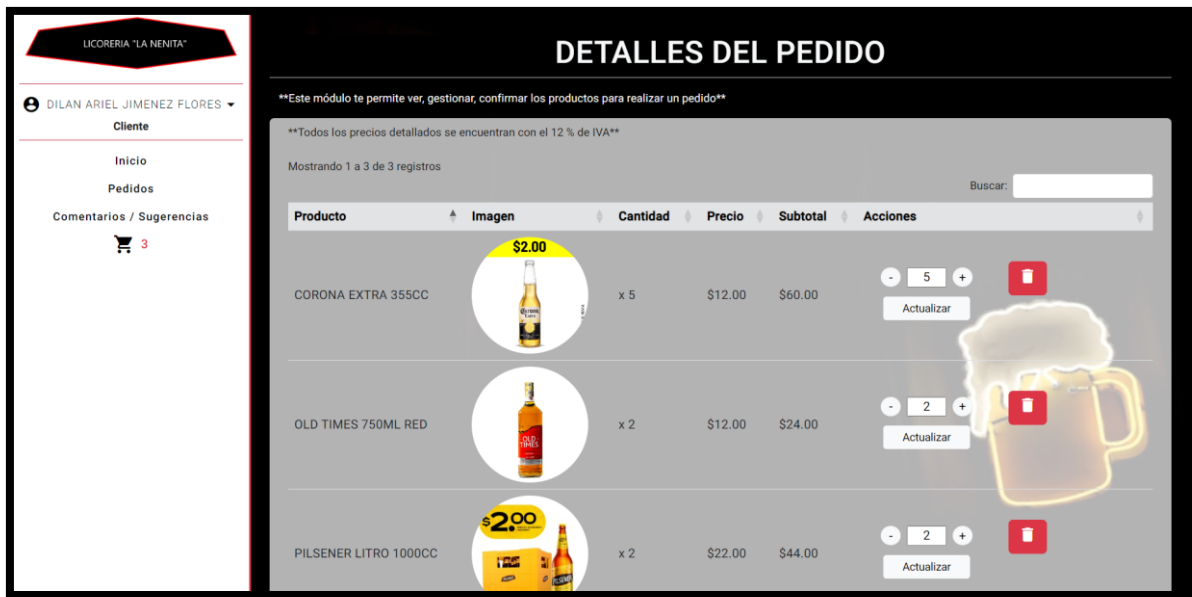 LICORERIA "LA NENITA"
DILAN ARIEL JIMENEZ FLORES
Cliente
Inicio
Pedidos
Comentarios / Sugerencias
3
DETALLES DEL PEDIDO
**Este módulo te permite ver, gestionar, confirmar los productos para realizar un pedido**
**Todos los precios detallados se encuentran con el 12 % de IVA**
Mostrando 1 a 3 de 3 registros
Buscar:
Producto Imagen Cantidad Precio Subtotal Acciones
$2.00
CORONA EXTRA 355CC x 5 $12.00 $60.00 - 5 +
Actualizar
OLD TIMES 750ML RED OLD TIMES x 2 $12.00 $24.00 - 2 +
Actualizar
$2.00
PILSENER LITRO 1000CC x 2 $22.00 $44.00 - 2 +
Actualizar